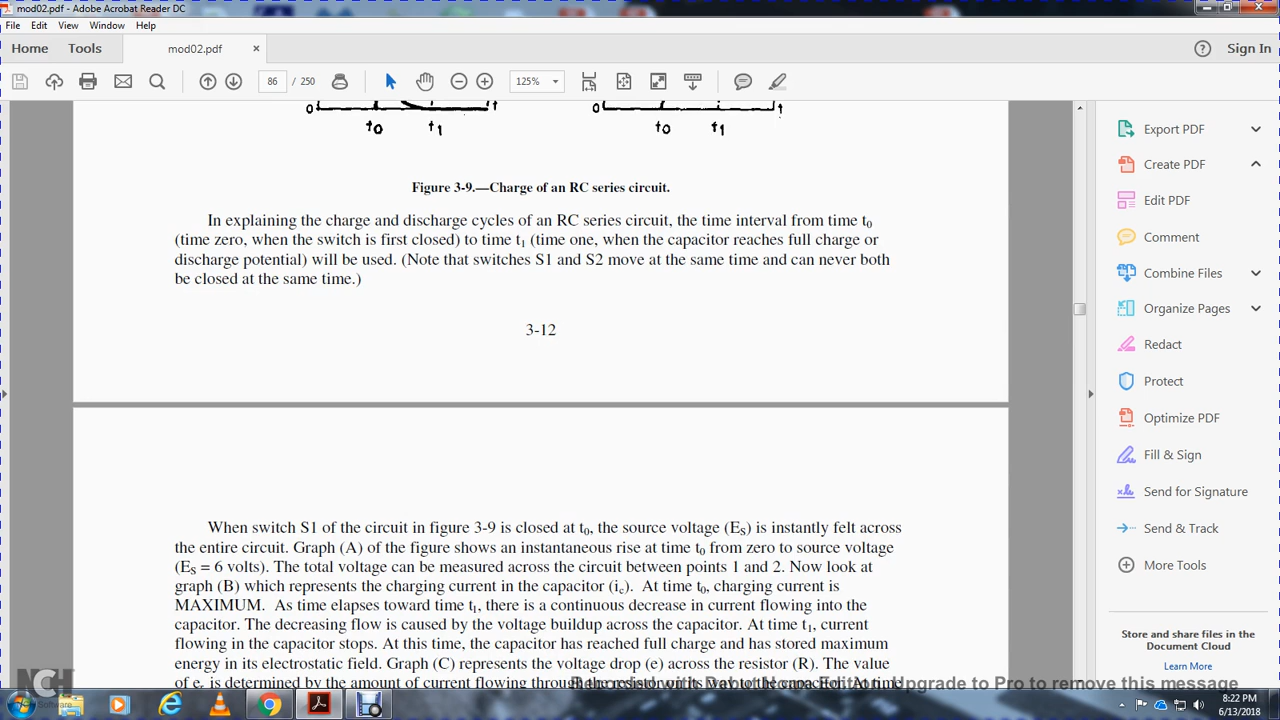 mod02.pdf - Adobe Acrobat Reader DC
File Edit View Window Help
Home Tools mod02.pdf × Sign In
86 / 250 125%
0 t 0 t
t0 t1 t0 t1
Figure 3-9.—Charge of an RC series circuit.
In explaining the charge and discharge cycles of an RC series circuit, the time interval from time t0
(time zero, when the switch is first closed) to time t1 (time one, when the capacitor reaches full charge or
discharge potential) will be used. (Note that switches S1 and S2 move at the same time and can never both
be closed at the same time.)
3-12
When switch S1 of the circuit in figure 3-9 is closed at t0, the source voltage (ES) is instantly felt across
the entire circuit. Graph (A) of the figure shows an instantaneous rise at time t0 from zero to source voltage
(ES = 6 volts). The total voltage can be measured across the circuit between points 1 and 2. Now look at
graph (B) which represents the charging current in the capacitor (ic). At time t0, charging current is
MAXIMUM. As time elapses toward time t1, there is a continuous decrease in current flowing into the
capacitor. The decreasing flow is caused by the voltage buildup across the capacitor. At time t1, current
flowing in the capacitor stops. At this time, the capacitor has reached full charge and has stored maximum
energy in its electrostatic field. Graph (C) represents the voltage drop (e) across the resistor (R). The value
of er is determined by the amount of current flowing through the resistor on its way to the capacitor. At time
Export PDF
Create PDF
Edit PDF
Comment
Combine Files
Organize Pages
Redact
Protect
Optimize PDF
Fill & Sign
Send for Signature
Send & Track
More Tools
Store and share files in the
Document Cloud
Learn More
NCH
Software
Upgrade to Pro to remove this message
8:22 PM
6/13/2018